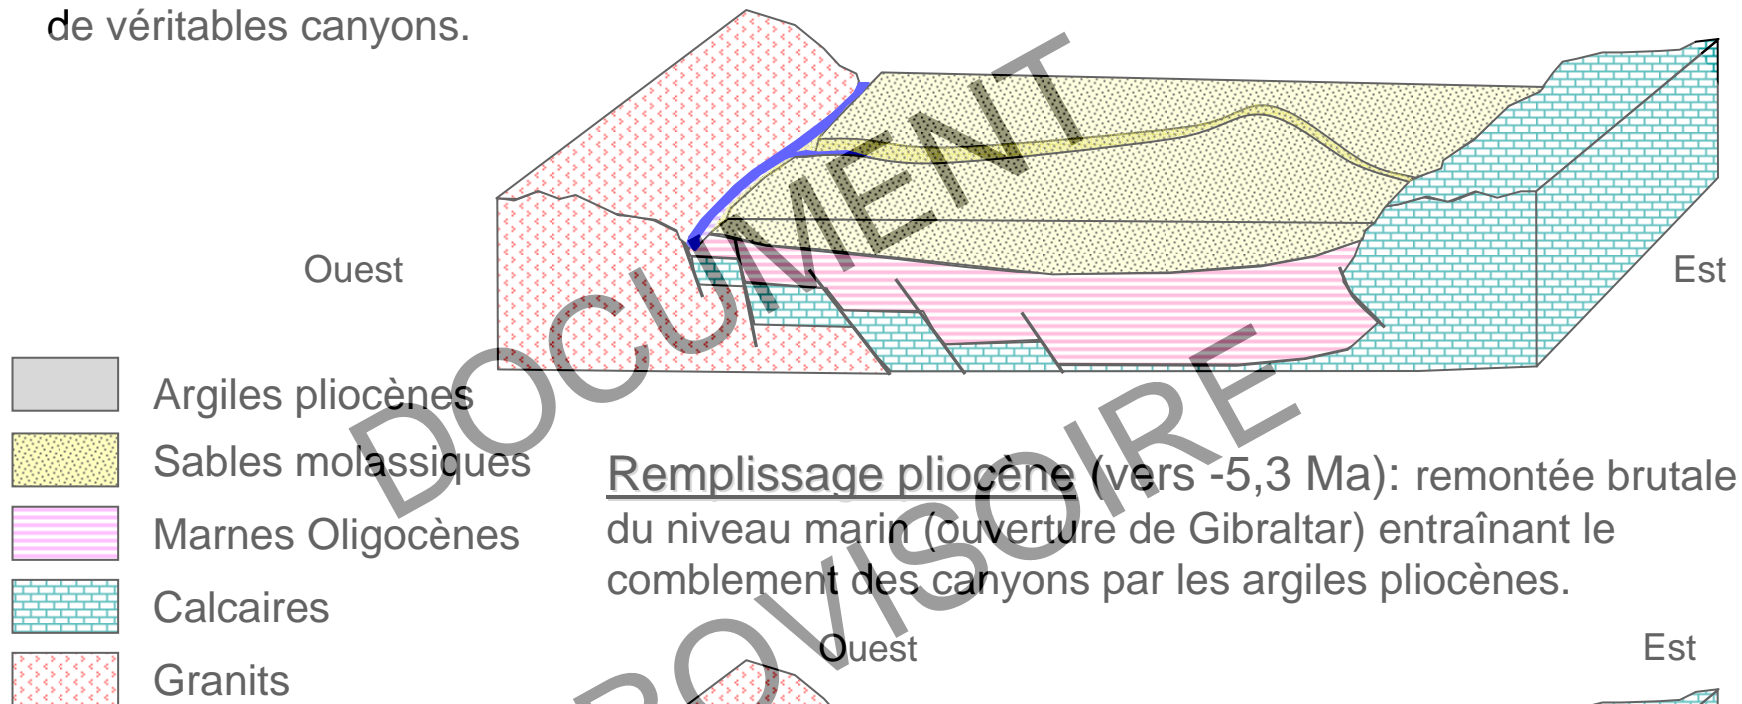 de véritables canyons.
Ouest
Est
Argiles pliocènes
Sables molassiques
Marnes Oligocènes
Calcaires
Granits
Remplissage pliocène (vers -5,3 Ma): remontée brutale
du niveau marin (ouverture de Gibraltar) entraînant le
comblement des canyons par les argiles pliocènes.
Ouest
Est
DOCUMENT
ROVISOIRE